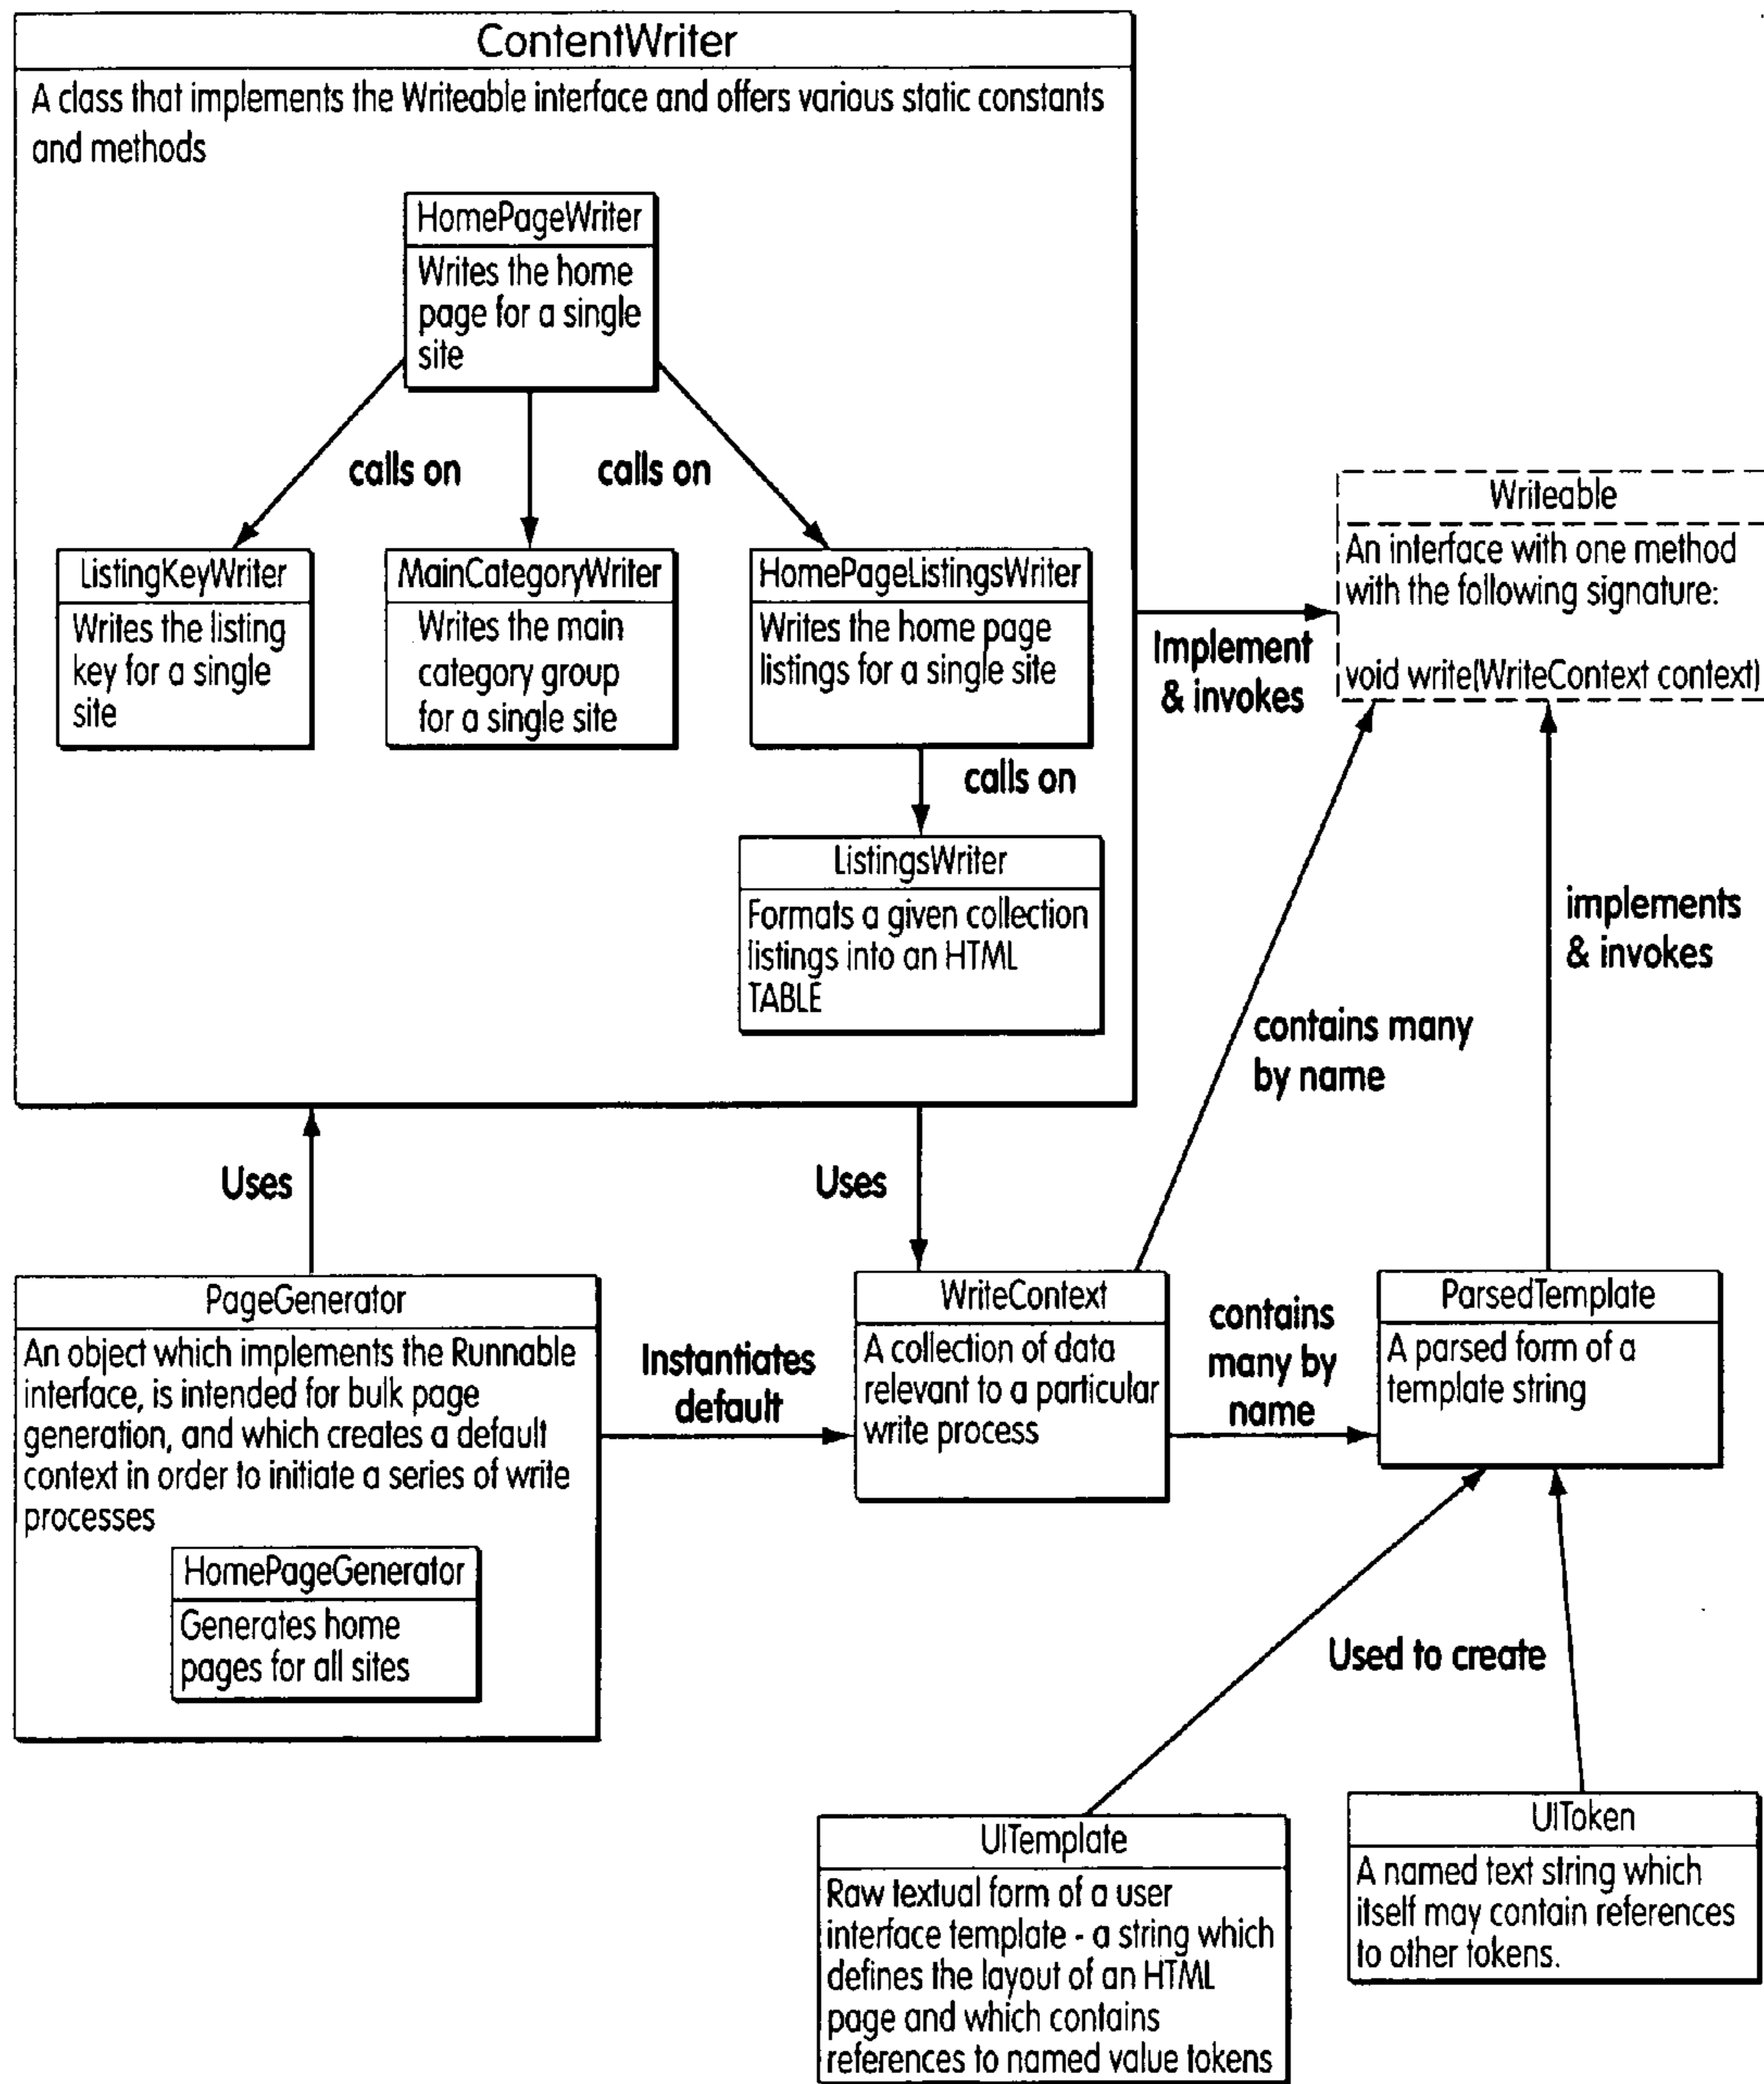 ContentWriter
A class that implements the Writeable interface and offers various static constants
and methods
HomePageWriter
Writes the home
page for a single
site
calls on
calls on
ListingKeyWriter
Writes the listing
key for a single
site
MainCategoryWriter
Writes the main
category group
for a single site
HomePageListingsWriter
Writes the home page
listings for a single site
calls on
ListingsWriter
Formats a given collection
listings into an HTML
TABLE
Implement
& invokes
Writeable
An interface with one method
with the following signature:
void write(WriteContext context)
implements
& invokes
contains many
by name
Uses
Uses
PageGenerator
An object which implements the Runnable
interface, is intended for bulk page
generation, and which creates a default
context in order to initiate a series of write
processes
HomePageGenerator
Generates home
pages for all sites
Instantiates
default
WriteContext
A collection of data
relevant to a particular
write process
contains
many by
name
ParsedTemplate
A parsed form of a
template string
Used to create
UITemplate
Raw textual form of a user
interface template - a string which
defines the layout of an HTML
page and which contains
references to named value tokens
UIToken
A named text string which
itself may contain references
to other tokens.